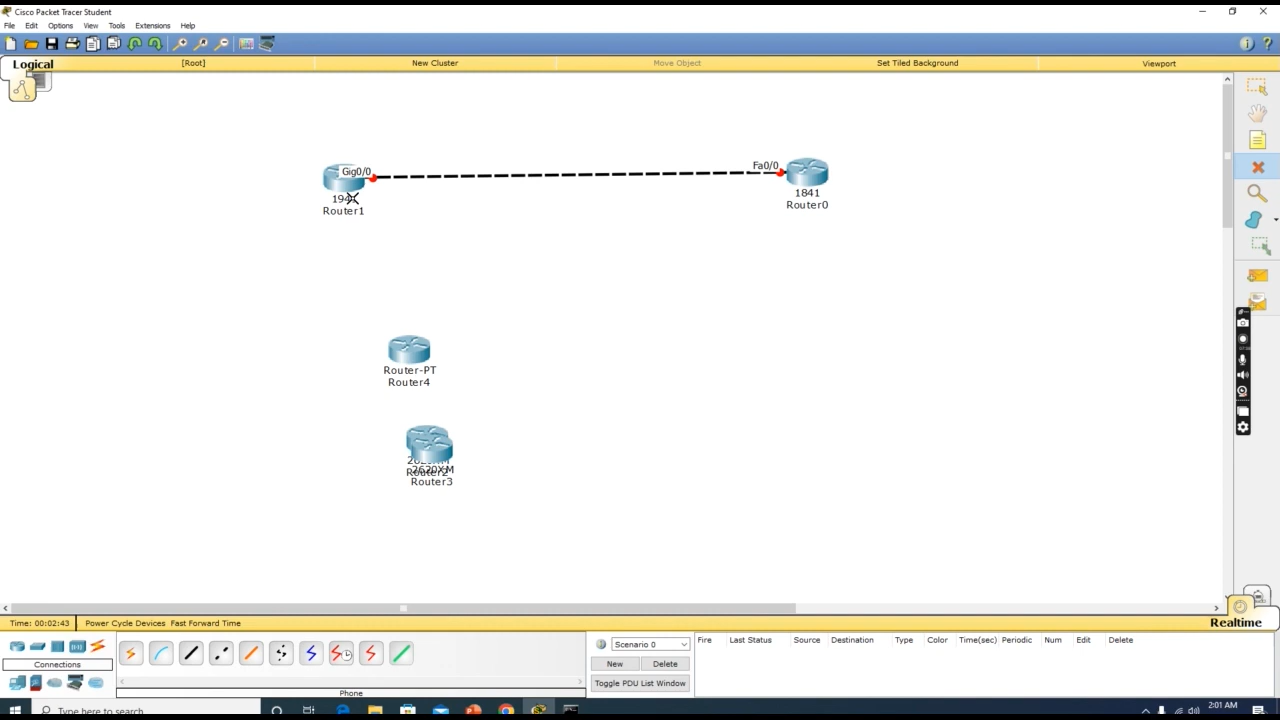 Cisco Packet Tracer Student
File Edit Options View Tools Extensions Help
Logical [Root] New Cluster Move Object Set Tiled Background Viewport
Gig0/0 Fa0/0
1841
Router1 Router0
Router-PT
Router4
2620XM
Router3
Time: 00:02:43 Power Cycle Devices Fast Forward Time Realtime
Connections
Phone
Scenario 0
New Delete
Toggle PDU List Window
Fire Last Status Source Destination Type Color Time(sec) Periodic Num Edit Delete
Type here to search
2:01 AM